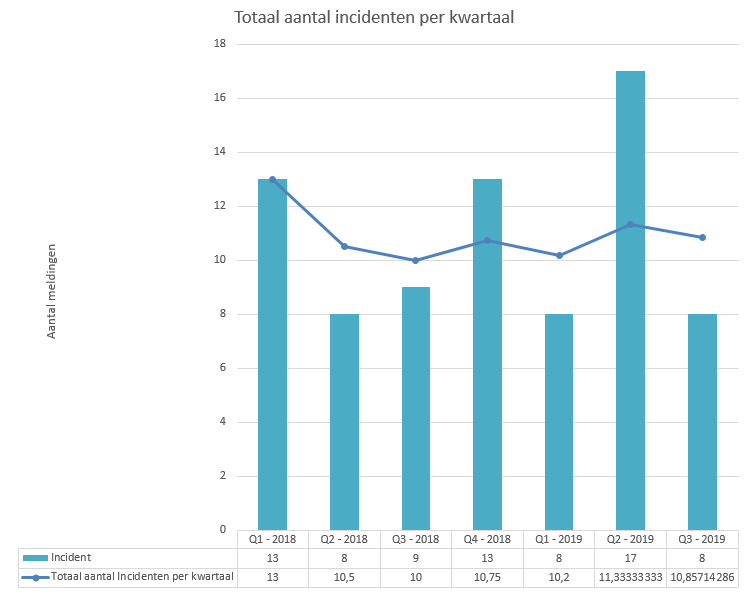 Totaal aantal incidenten per kwartaal
18
16
14
12
10
8
6
4
2
0
Aantal meldingen
Q1 - 2018 Q2 - 2018 Q3 - 2018 Q4 - 2018 Q1 - 2019 Q2 - 2019 Q3 - 2019
Incident 13 8 9 13 8 17 8
Totaal aantal Incidenten per kwartaal 13 10,5 10 10,75 10,2 11,33333333 10,85714286